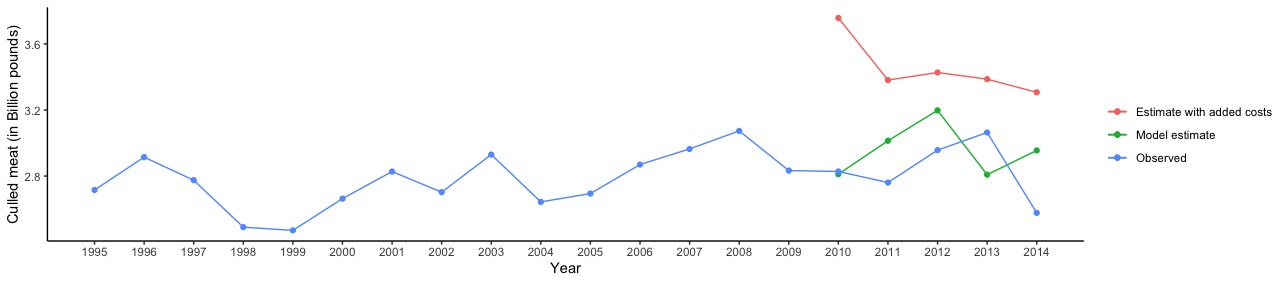 Culled meat (in Billion pounds)
3.6
3.2
2.8
1995 1996 1997 1998 1999 2000 2001 2002 2003 2004 2005 2006 2007 2008 2009 2010 2011 2012 2013 2014
Year
Estimate with added costs
Model estimate
Observed